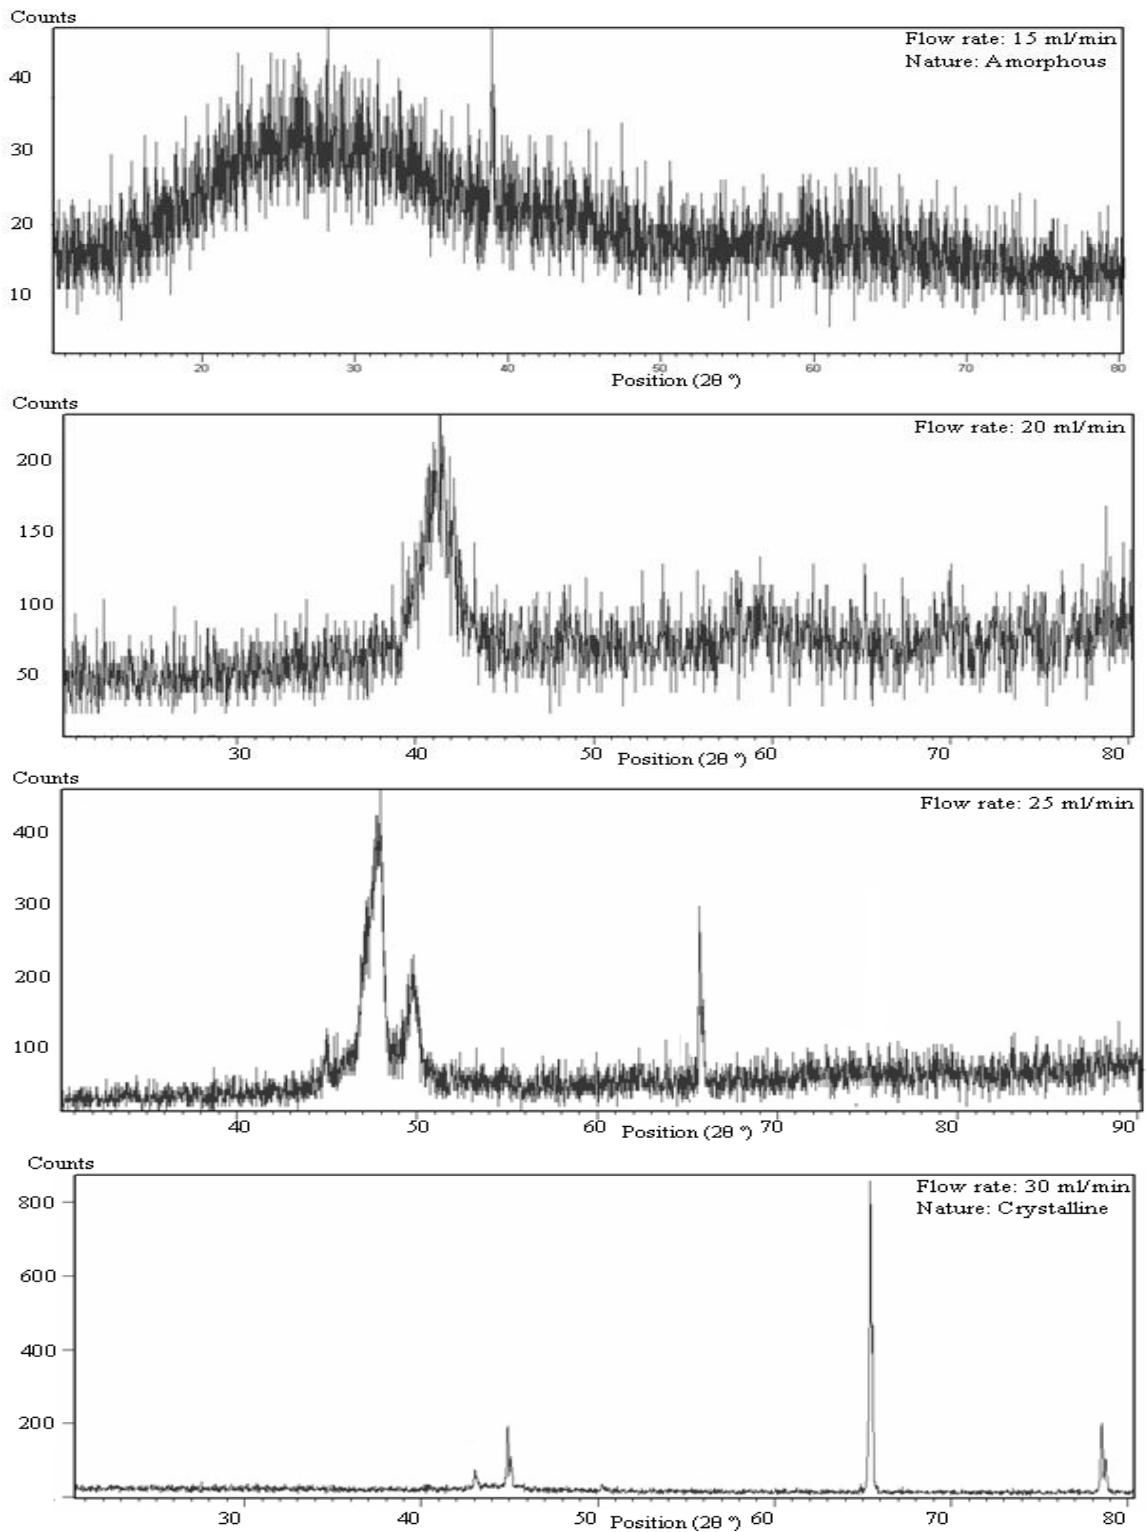 Counts
Flow rate: 15 ml/min
Nature: Amorphous
40
30
20
10
20 30 40 50 60 70 80
Position (2θ °)
Counts
Flow rate: 20 ml/min
200
150
100
50
30 40 50 60 70 80
Position (2θ °)
Counts
Flow rate: 25 ml/min
400
300
200
100
40 50 60 70 80 90
Position (2θ °)
Counts
Flow rate: 30 ml/min
Nature: Crystalline
800
600
400
200
30 40 50 60 70 80
Position (2θ °)